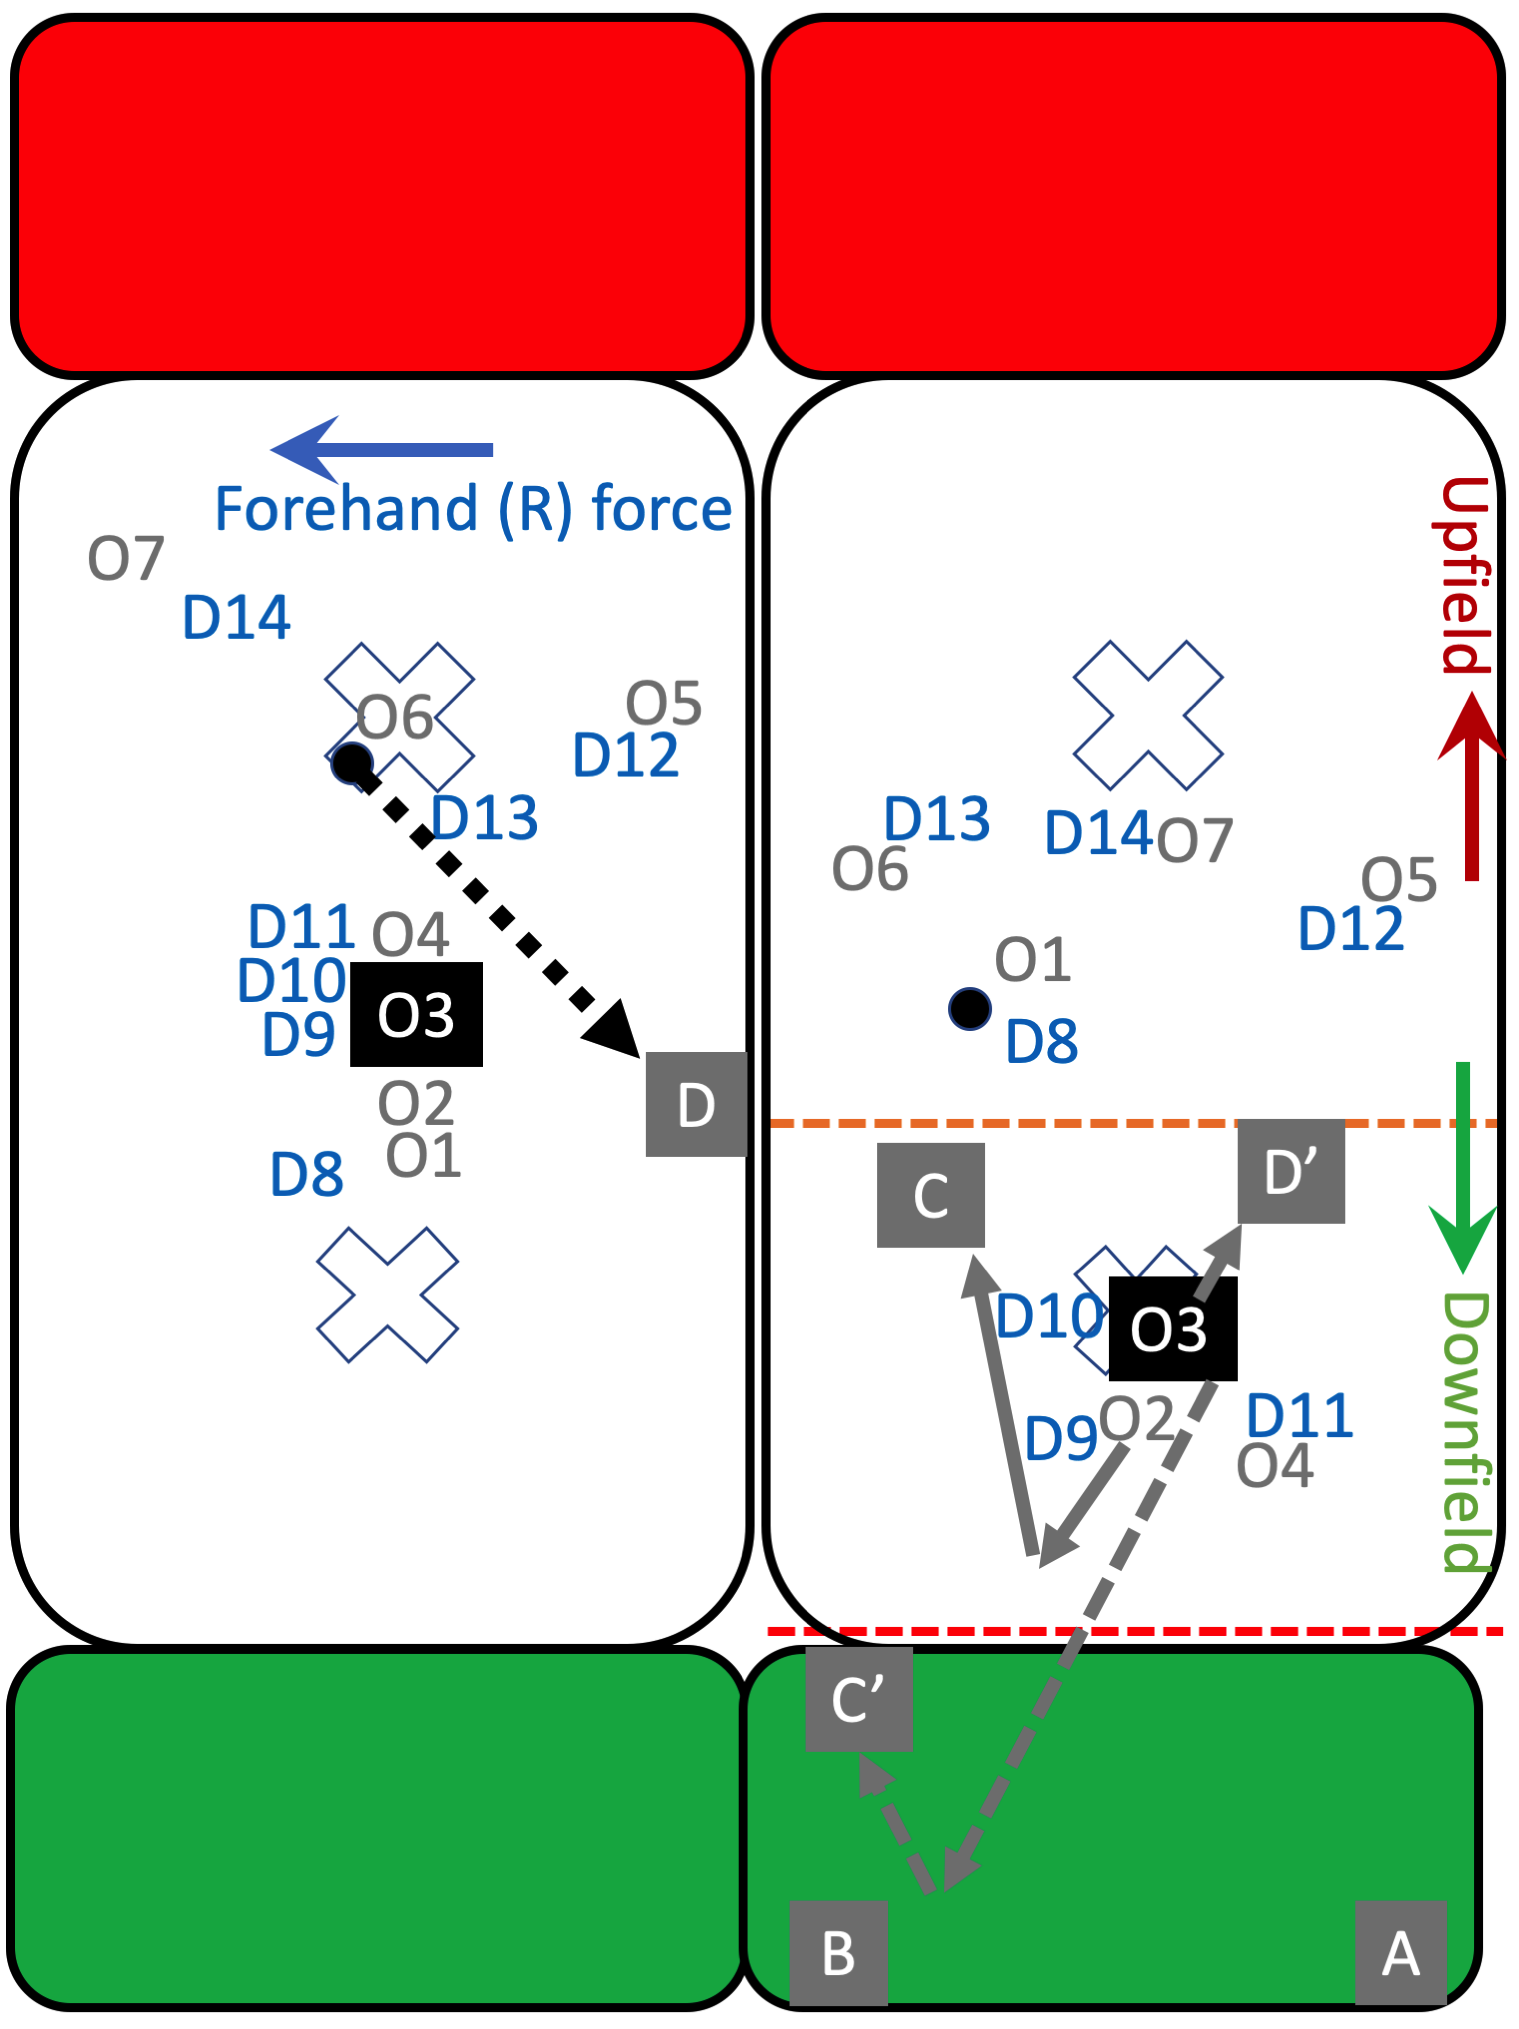 Forehand (R) force
O7
D14
O6
O5
D12
D13
D11
O4
D10
O3
D9
O2
O1
D8
D
Upfield
D13
D14
O7
O6
O5
D12
O1
D8
C
D’
D10
O3
D9
O2
D11
O4
Downfield
C’
B
A